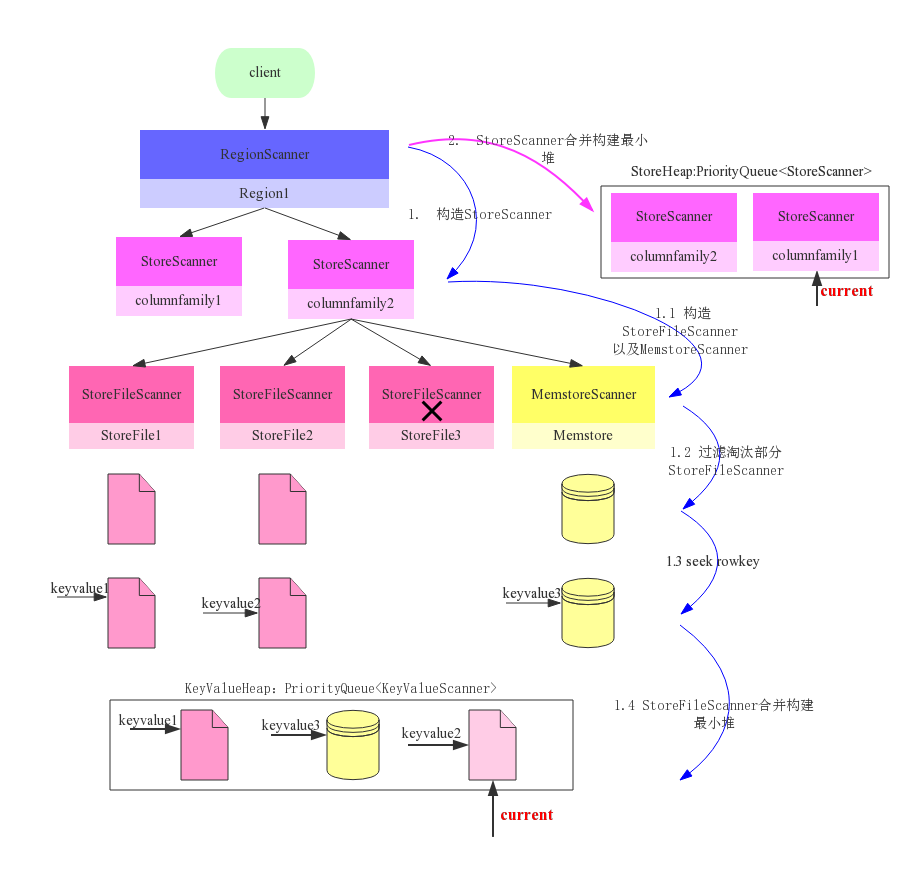 client
RegionScanner
Region1
2. StoreScanner合并构建最小
堆
StoreHeap:PriorityQueue<StoreScanner>
StoreScanner
columnfamily2
StoreScanner
columnfamily1
current
1. 构造StoreScanner
StoreScanner
columnfamily1
StoreScanner
columnfamily2
1.1 构造
StoreFileScanner
以及MemstoreScanner
StoreFileScanner
StoreFile1
StoreFileScanner
StoreFile2
StoreFileScanner
StoreFile3
MemstoreScanner
Memstore
1.2 过滤淘汰部分
StoreFileScanner
1.3 seek rowkey
keyvalue1
keyvalue2
keyvalue3
KeyValueHeap：PriorityQueue<KeyValueScanner>
keyvalue1
keyvalue3
keyvalue2
current
1.4 StoreFileScanner合并构建
最小堆